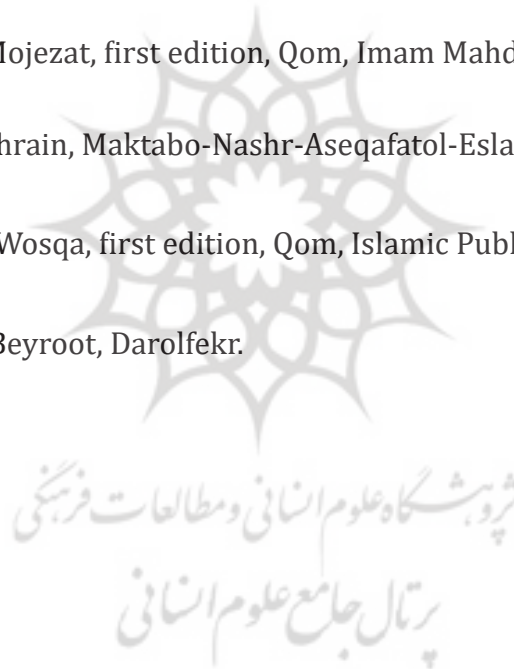 Mojezat, first edition, Qom, Imam Mahd
hrain, Maktabo-Nashr-Aseqafatol-Esla
Wosqa, first edition, Qom, Islamic Publ
Beyroot, Darolfekr.
پژوهشگاه علوم انسانی و مطالعات فرهنگی
پرتال جامع علوم انسانی